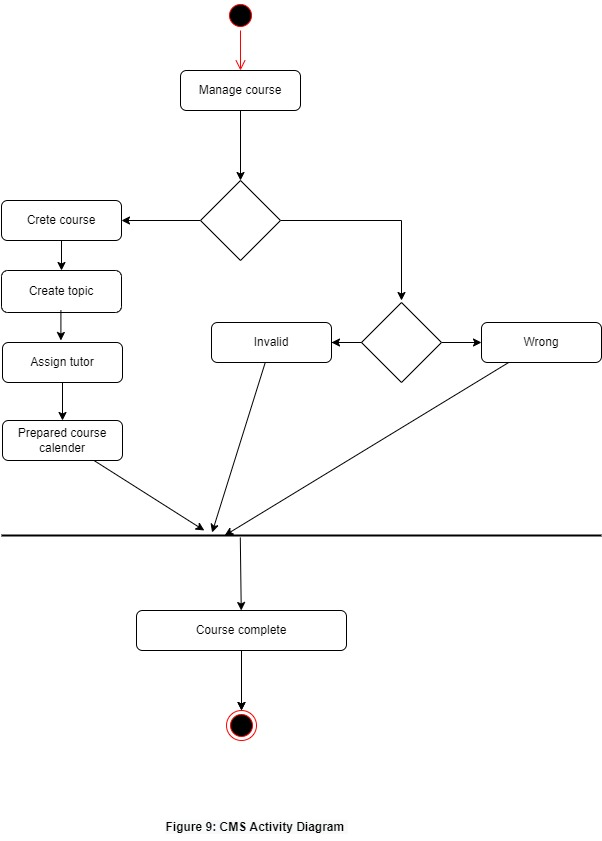 Manage course
Crete course
Create topic
Invalid
Wrong
Assign tutor
Prepared course
calender
Course complete
Figure 9: CMS Activity Diagram